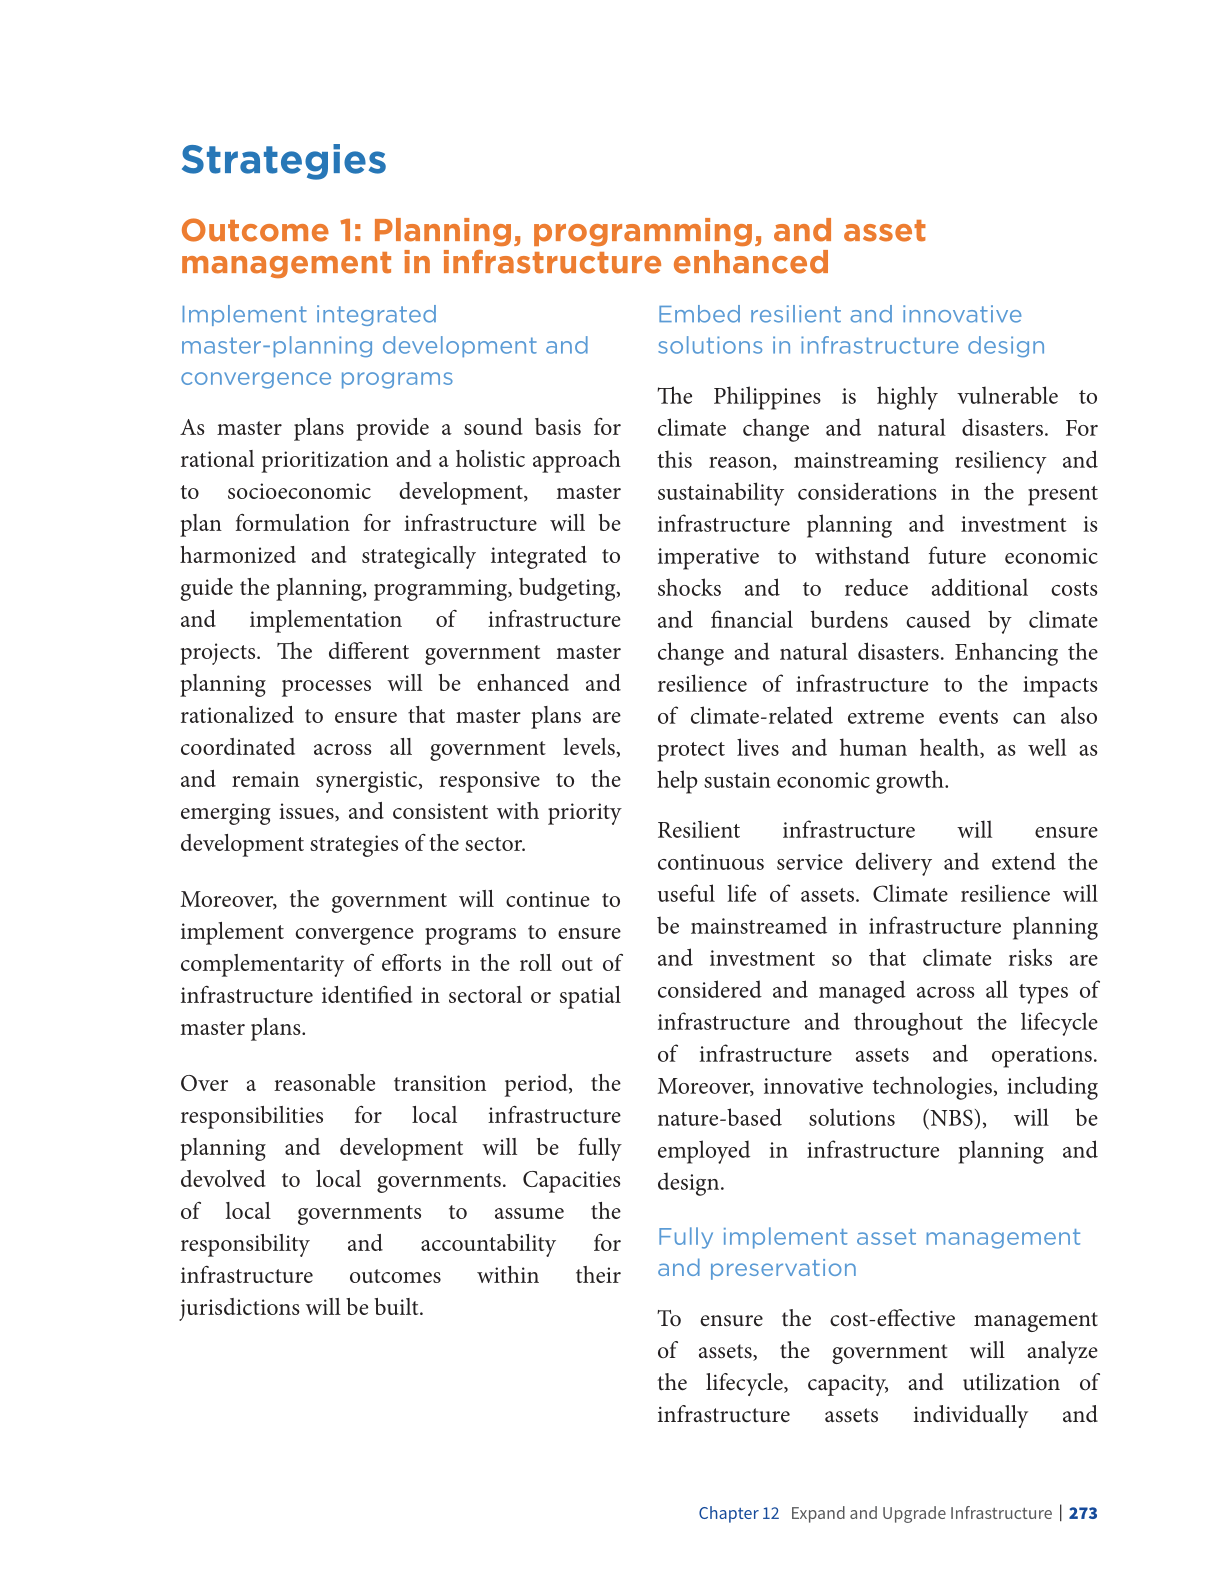 Strategies
Outcome 1: Planning, programming, and asset
management in infrastructure enhanced
Implement integrated
master-planning development and
convergence programs
As master plans provide a sound basis for
rational prioritization and a holistic approach
to socioeconomic development, master
plan formulation for infrastructure will be
harmonized and strategically integrated to
guide the planning, programming, budgeting,
and implementation of infrastructure
projects. The different government master
planning processes will be enhanced and
rationalized to ensure that master plans are
coordinated across all government levels,
and remain synergistic, responsive to the
emerging issues, and consistent with priority
development strategies of the sector.
Moreover, the government will continue to
implement convergence programs to ensure
complementarity of efforts in the roll out of
infrastructure identified in sectoral or spatial
master plans.
Over a reasonable transition period, the
responsibilities for local infrastructure
planning and development will be fully
devolved to local governments. Capacities
of local governments to assume the
responsibility and accountability for
infrastructure outcomes within their
jurisdictions will be built.
Embed resilient and innovative
solutions in infrastructure design
The Philippines is highly vulnerable to
climate change and natural disasters. For
this reason, mainstreaming resiliency and
sustainability considerations in the present
infrastructure planning and investment is
imperative to withstand future economic
shocks and to reduce additional costs
and financial burdens caused by climate
change and natural disasters. Enhancing the
resilience of infrastructure to the impacts
of climate-related extreme events can also
protect lives and human health, as well as
help sustain economic growth.
Resilient infrastructure will ensure
continuous service delivery and extend the
useful life of assets. Climate resilience will
be mainstreamed in infrastructure planning
and investment so that climate risks are
considered and managed across all types of
infrastructure and throughout the lifecycle
of infrastructure assets and operations.
Moreover, innovative technologies, including
nature-based solutions (NBS), will be
employed in infrastructure planning and
design.
Fully implement asset management
and preservation
To ensure the cost-effective management
of assets, the government will analyze
the lifecycle, capacity, and utilization of
infrastructure assets individually and
Chapter 12 Expand and Upgrade Infrastructure | 273